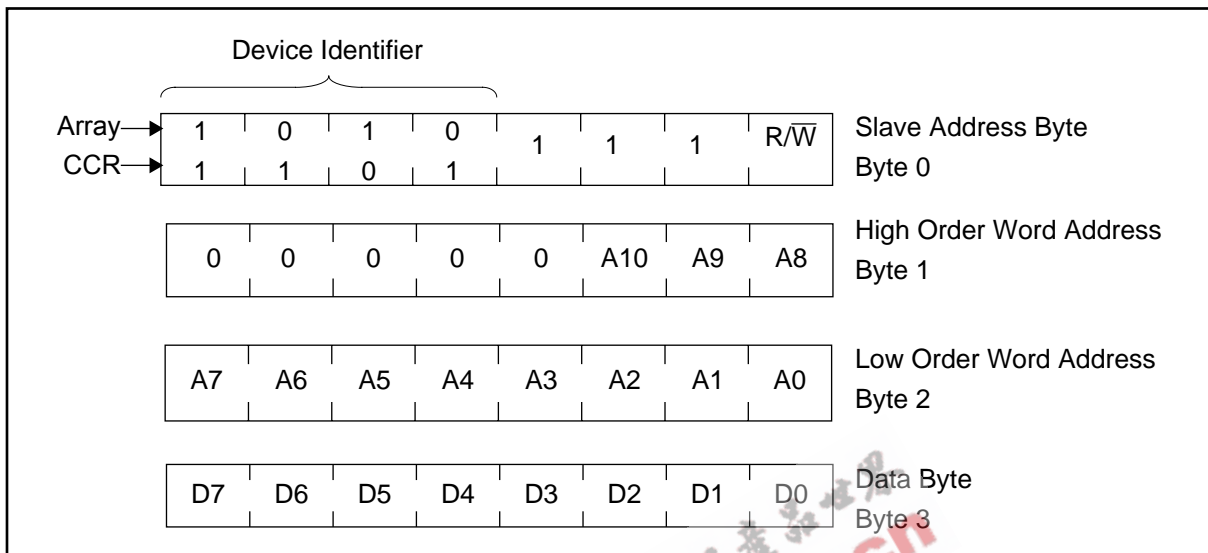 Device Identifier
Array 1 0 1 0 1 1 1 R/W̅ Slave Address Byte
CCR 1 1 0 1 Byte 0
High Order Word Address
0 0 0 0 0 A10 A9 A8 Byte 1
Low Order Word Address
A7 A6 A5 A4 A3 A2 A1 A0 Byte 2
D7 D6 D5 D4 D3 D2 D1 D0 Data Byte
Byte 3